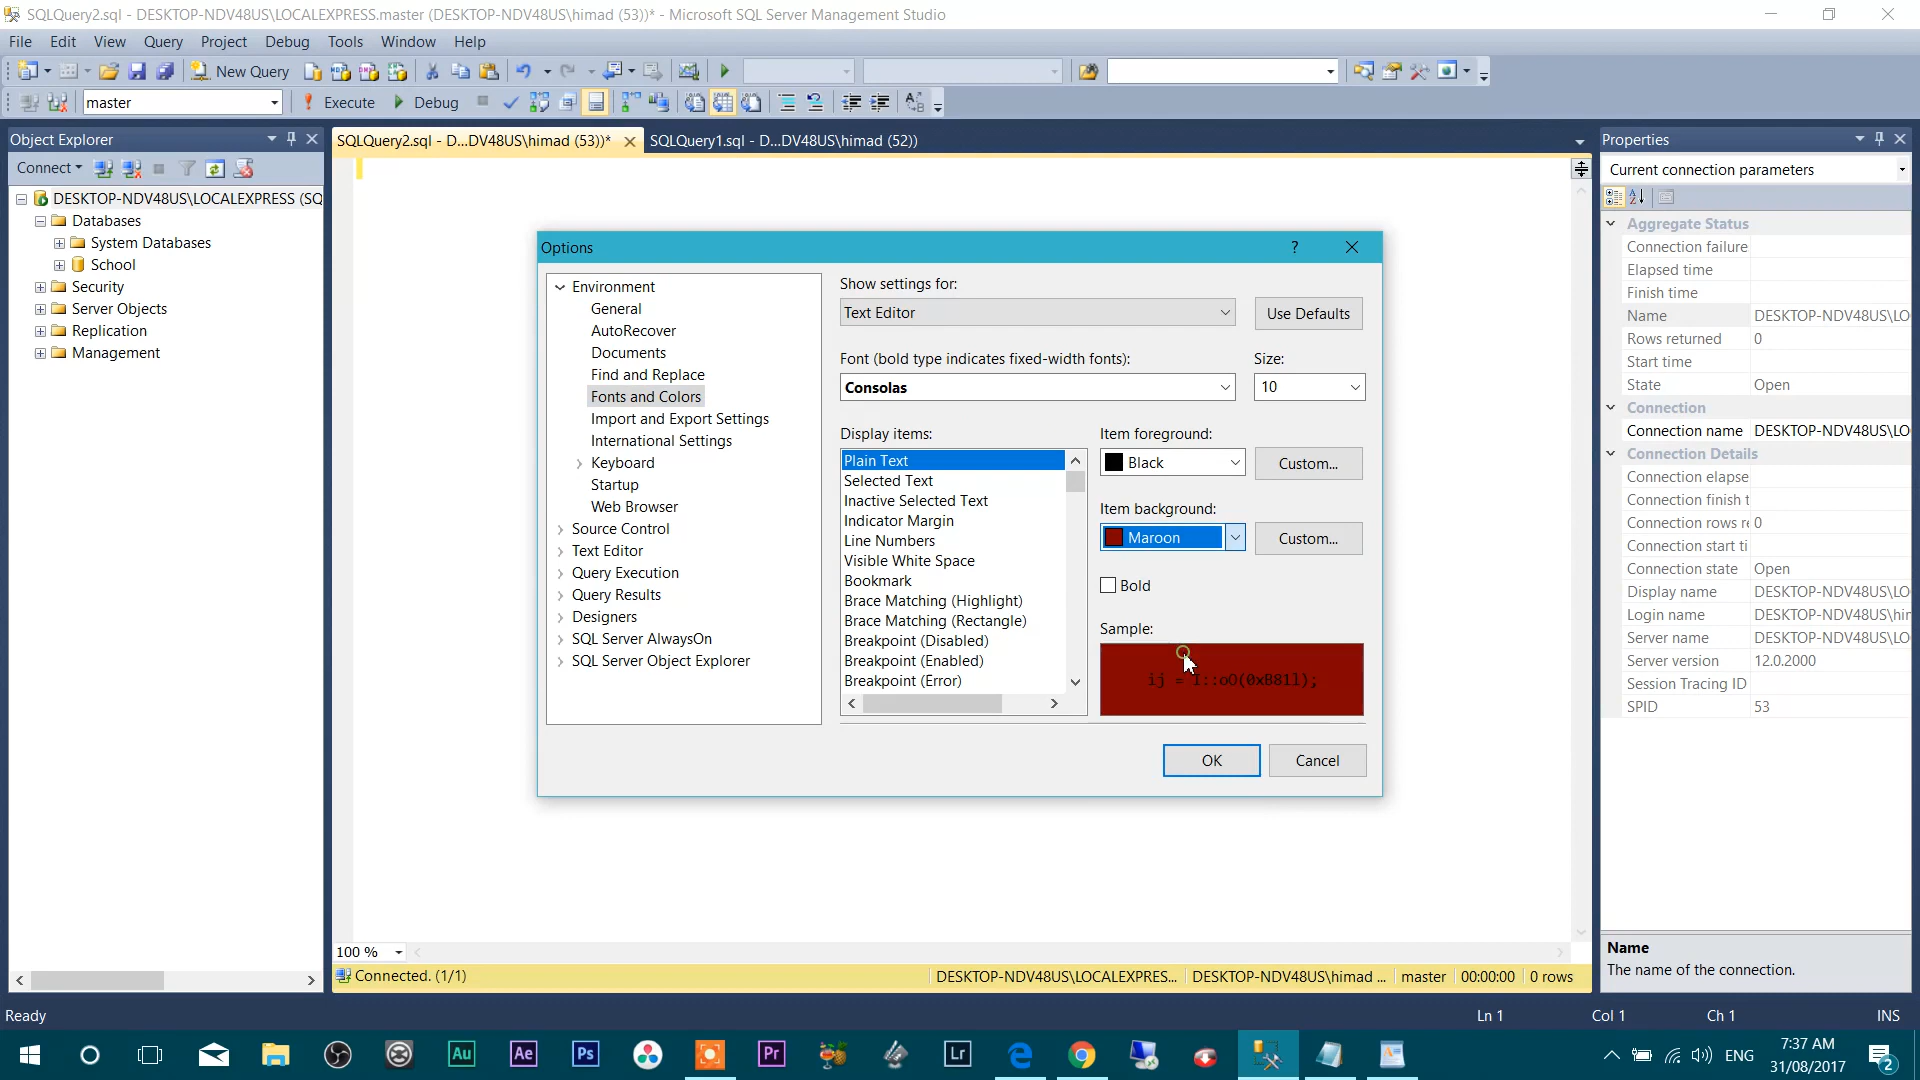 SQLQuery2.sql - DESKTOP-NDV48US\LOCALEXPRESS.master (DESKTOP-NDV48US\himad (53))* - Microsoft SQL Server Management Studio
File Edit View Query Project Debug Tools Window Help
New Query
master Execute Debug
Object Explorer
Connect
DESKTOP-NDV48US\LOCALEXPRESS (SQ
Databases
System Databases
School
Security
Server Objects
Replication
Management
SQLQuery2.sql - D...DV48US\himad (53))*
SQLQuery1.sql - D...DV48US\himad (52))
Options
?
Environment
General
AutoRecover
Documents
Find and Replace
Fonts and Colors
Import and Export Settings
International Settings
Keyboard
Startup
Web Browser
Source Control
Text Editor
Query Execution
Query Results
Designers
SQL Server AlwaysOn
SQL Server Object Explorer
Show settings for:
Text Editor
Use Defaults
Font (bold type indicates fixed-width fonts):
Size:
Consolas
10
Display items:
Plain Text
Selected Text
Inactive Selected Text
Indicator Margin
Line Numbers
Visible White Space
Bookmark
Brace Matching (Highlight)
Brace Matching (Rectangle)
Breakpoint (Disabled)
Breakpoint (Enabled)
Breakpoint (Error)
Item foreground:
Black
Custom...
Item background:
Maroon
Custom...
Bold
Sample:
ij = I::oO(0xB81l);
OK
Cancel
100 %
Connected. (1/1)
DESKTOP-NDV48US\LOCALEXPRES... DESKTOP-NDV48US\himad ... master 00:00:00 0 rows
Properties
Current connection parameters
Aggregate Status
Connection failure
Elapsed time
Finish time
Name DESKTOP-NDV48US\LO
Rows returned 0
Start time
State Open
Connection
Connection name DESKTOP-NDV48US\LO
Connection Details
Connection elapse
Connection finish t
Connection rows re 0
Connection start ti
Connection state Open
Display name DESKTOP-NDV48US\LO
Login name DESKTOP-NDV48US\hin
Server name DESKTOP-NDV48US\LO
Server version 12.0.2000
Session Tracing ID
SPID 53
Name
The name of the connection.
Ready
Ln 1 Col 1 Ch 1 INS
Au Ae Ps Pr Lr
ENG
7:37 AM
31/08/2017
2